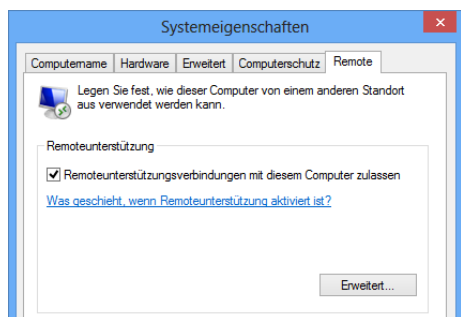 Systemeigenschaften
Computername Hardware Erweitert Computerschutz Remote
Legen Sie fest, wie dieser Computer von einem anderen Standort
aus verwendet werden kann.
Remoteunterstützung
Remoteunterstützungsverbindungen mit diesem Computer zulassen
Was geschieht, wenn Remoteunterstützung aktiviert ist?
Erweitert...